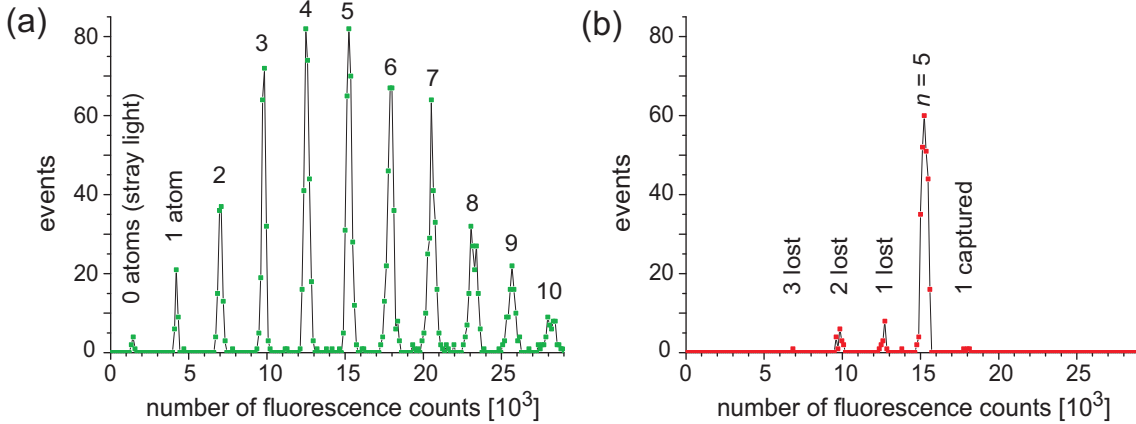 (a)
80
60
40
20
0
events
0 atoms (stray light)
1 atom
2
3
4
5
6
7
8
9
10
0 5 10 15 20 25
number of fluorescence counts [10³]
(b)
80
60
40
20
0
events
3 lost
2 lost
1 lost
n = 5
1 captured
0 5 10 15 20 25
number of fluorescence counts [10³]